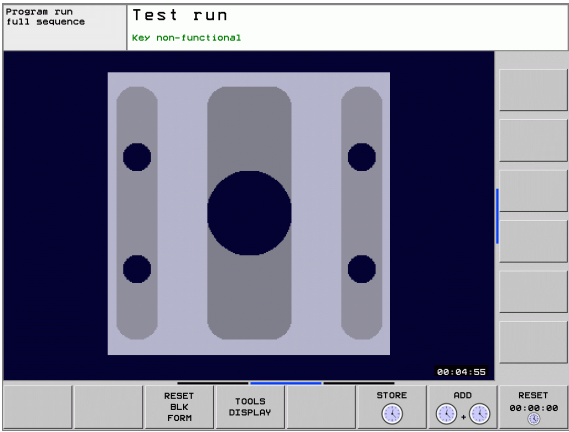 Program run
full sequence
Test run
Key non-functional
00:04:55
RESET
BLK
FORM
TOOLS
DISPLAY
STORE
ADD
+
RESET
00:00:00